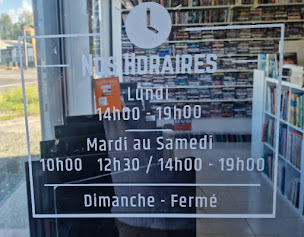 NOS HORAIRES
Lundi
14h00 - 19h00
Mardi au Samedi
10h00 12h30 / 14h00 - 19h00
Dimanche - Fermé